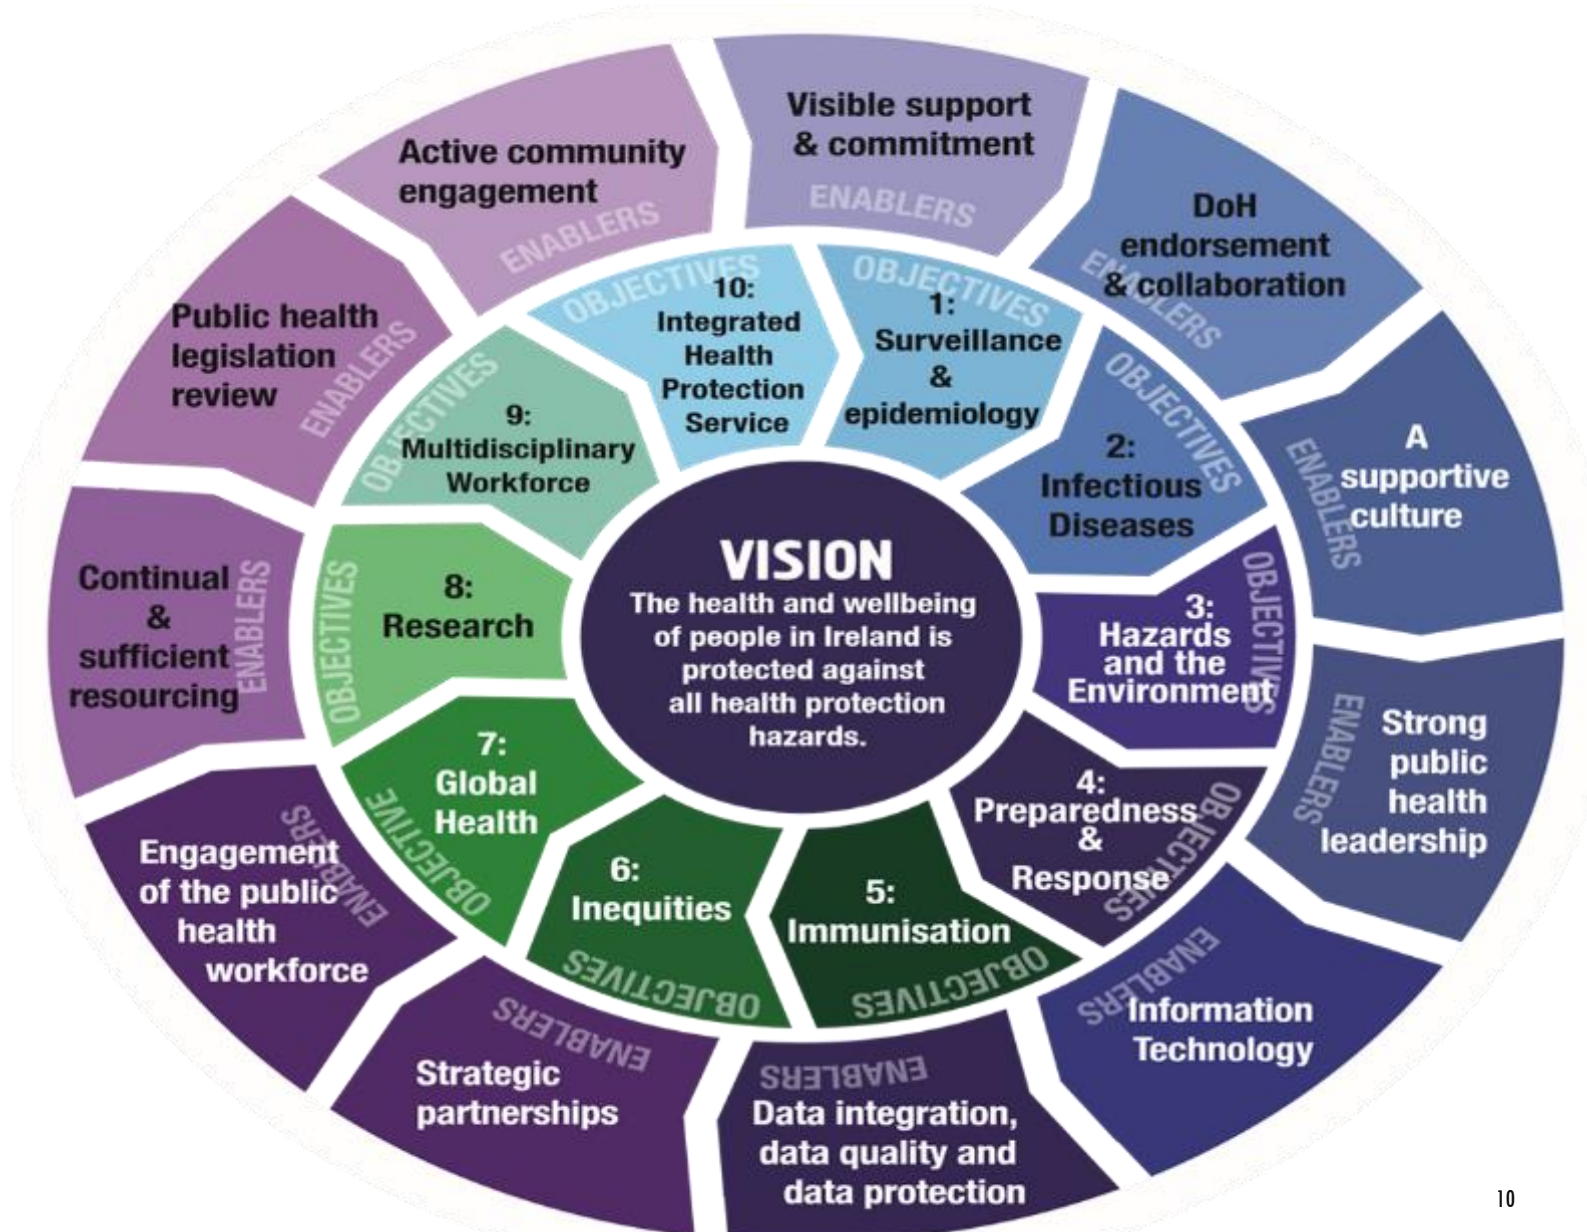 Visible support
& commitment
ENABLERS
DoH
endorsement
& collaboration
ENABLERS
A
supportive
culture
ENABLERS
Strong
public
health
leadership
ENABLERS
Information
Technology
ENABLERS
Data integration,
data quality and
data protection
ENABLERS
Strategic
partnerships
ENABLERS
Engagement
of the public
health
workforce
ENABLERS
Continual
&
sufficient
resourcing
ENABLERS
Public health
legislation
review
ENABLERS
Active community
engagement
ENABLERS
OBJECTIVES
1:
Surveillance
&
epidemiology
OBJECTIVES
2:
Infectious
Diseases
OBJECTIVES
3:
Hazards
and the
Environment
OBJECTIVES
4:
Preparedness
&
Response
OBJECTIVES
5:
Immunisation
OBJECTIVES
6:
Inequities
OBJECTIVES
7:
Global
Health
OBJECTIVE
8:
Research
OBJECTIVES
9:
Multidisciplinary
Workforce
OBJECTIVES
10:
Integrated
Health
Protection
Service
VISION
The health and wellbeing
of people in Ireland is
protected against
all health protection
hazards.
10